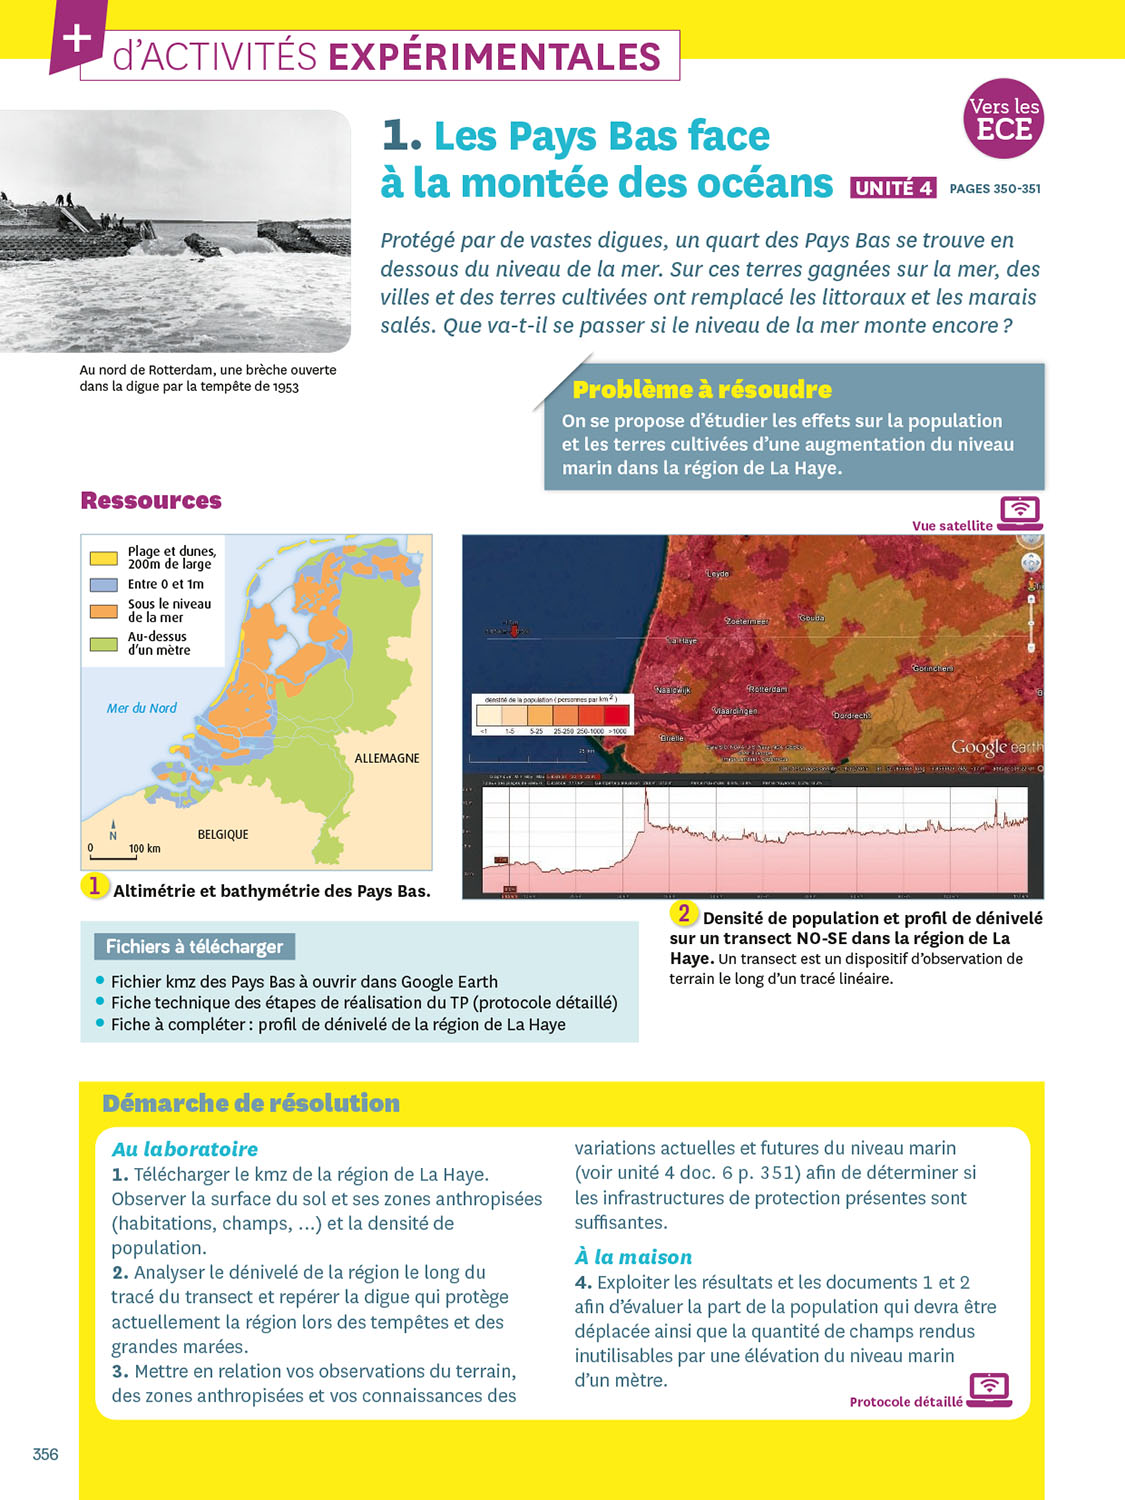 +
d'ACTIVITÉS EXPÉRIMENTALES
Vers les
ECE
1. Les Pays Bas face
à la montée des océans
UNITÉ 4
PAGES 350-351
Protégé par de vastes digues, un quart des Pays Bas se trouve en
dessous du niveau de la mer. Sur ces terres gagnées sur la mer, des
villes et des terres cultivées ont remplacé les littoraux et les marais
salés. Que va-t-il se passer si le niveau de la mer monte encore ?
Au nord de Rotterdam, une brèche ouverte
dans la digue par la tempête de 1953
Problème à résoudre
On se propose d'étudier les effets sur la population
et les terres cultivées d'une augmentation du niveau
marin dans la région de La Haye.
Ressources
Vue satellite
Plage et dunes,
200m de large
Entre 0 et 1m
Sous le niveau
de la mer
Au-dessus
d'un mètre
Mer du Nord
ALLEMAGNE
BELGIQUE
N
0 100 km
1 Altimétrie et bathymétrie des Pays Bas.
Leyde
Zoetermeer
Gouda
La Haye
Gorinchem
Naaldwijk
Rotterdam
Vlaardingen
Dordrecht
Brielle
densité de la population ( personnes par km2 )
<1 1-5 5-25 25-250 250-1000 >1000
25 km
Google earth
2 Densité de population et profil de dénivelé
sur un transect NO-SE dans la région de La
Haye. Un transect est un dispositif d'observation de
terrain le long d'un tracé linéaire.
Fichiers à télécharger
• Fichier kmz des Pays Bas à ouvrir dans Google Earth
• Fiche technique des étapes de réalisation du TP (protocole détaillé)
• Fiche à compléter : profil de dénivelé de la région de La Haye
Démarche de résolution
Au laboratoire
1. Télécharger le kmz de la région de La Haye.
Observer la surface du sol et ses zones anthropisées
(habitations, champs, ...) et la densité de
population.
2. Analyser le dénivelé de la région le long du
tracé du transect et repérer la digue qui protège
actuellement la région lors des tempêtes et des
grandes marées.
3. Mettre en relation vos observations du terrain,
des zones anthropisées et vos connaissances des
variations actuelles et futures du niveau marin
(voir unité 4 doc. 6 p. 351) afin de déterminer si
les infrastructures de protection présentes sont
suffisantes.
À la maison
4. Exploiter les résultats et les documents 1 et 2
afin d'évaluer la part de la population qui devra être
déplacée ainsi que la quantité de champs rendus
inutilisables par une élévation du niveau marin
d'un mètre.
Protocole détaillé
356